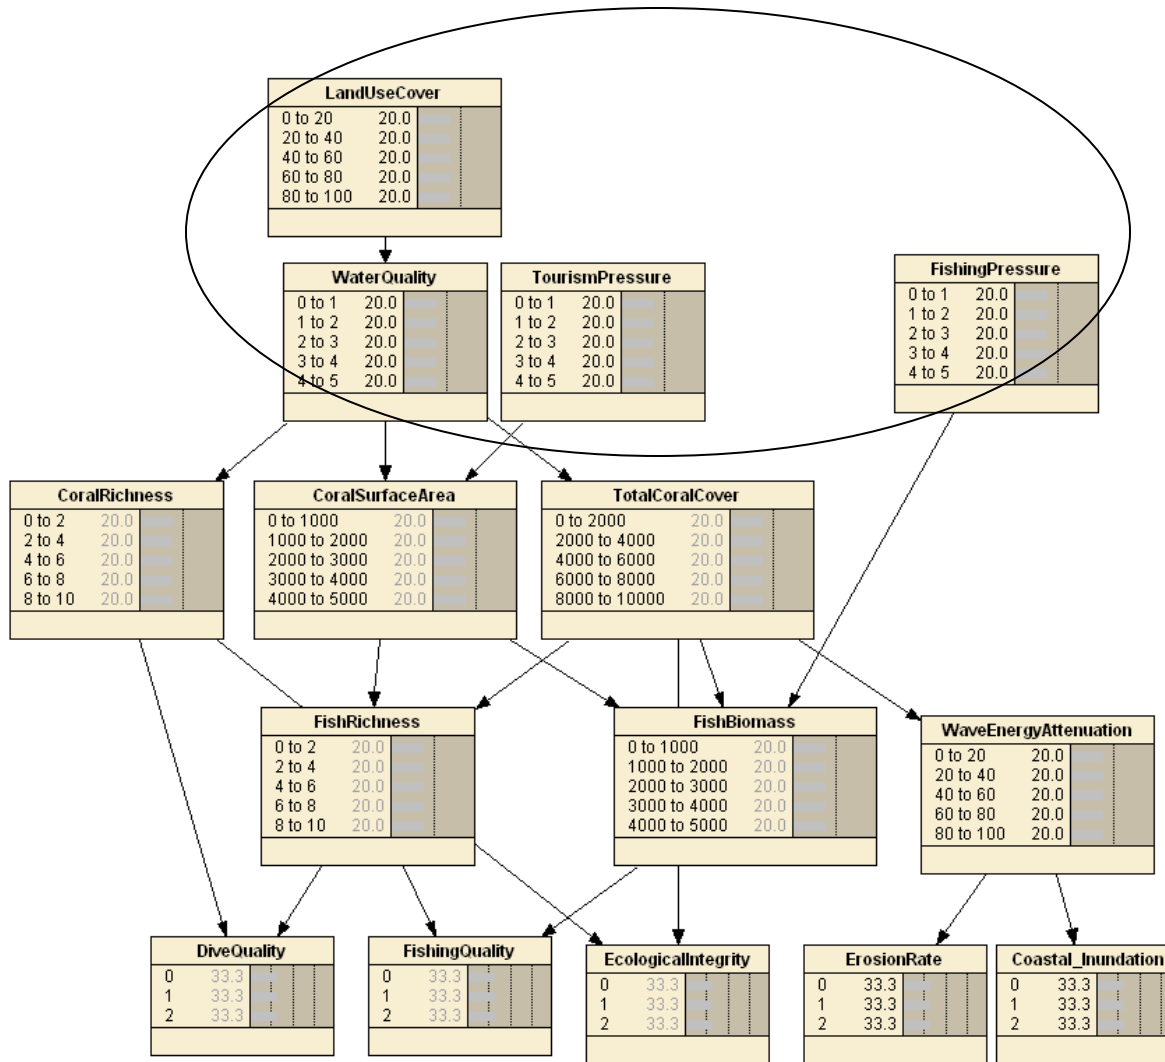 LandUseCover
0 to 20 20.0
20 to 40 20.0
40 to 60 20.0
60 to 80 20.0
80 to 100 20.0
WaterQuality
0 to 1 20.0
1 to 2 20.0
2 to 3 20.0
3 to 4 20.0
4 to 5 20.0
TourismPressure
0 to 1 20.0
1 to 2 20.0
2 to 3 20.0
3 to 4 20.0
4 to 5 20.0
FishingPressure
0 to 1 20.0
1 to 2 20.0
2 to 3 20.0
3 to 4 20.0
4 to 5 20.0
CoralRichness
0 to 2 20.0
2 to 4 20.0
4 to 6 20.0
6 to 8 20.0
8 to 10 20.0
CoralSurfaceArea
0 to 1000 20.0
1000 to 2000 20.0
2000 to 3000 20.0
3000 to 4000 20.0
4000 to 5000 20.0
TotalCoralCover
0 to 2000 20.0
2000 to 4000 20.0
4000 to 6000 20.0
6000 to 8000 20.0
8000 to 10000 20.0
FishRichness
0 to 2 20.0
2 to 4 20.0
4 to 6 20.0
6 to 8 20.0
8 to 10 20.0
FishBiomass
0 to 1000 20.0
1000 to 2000 20.0
2000 to 3000 20.0
3000 to 4000 20.0
4000 to 5000 20.0
WaveEnergyAttenuation
0 to 20 20.0
20 to 40 20.0
40 to 60 20.0
60 to 80 20.0
80 to 100 20.0
DiveQuality
0 33.3
1 33.3
2 33.3
FishingQuality
0 33.3
1 33.3
2 33.3
EcologicalIntegrity
0 33.3
1 33.3
2 33.3
ErosionRate
0 33.3
1 33.3
2 33.3
Coastal_Inundation
0 33.3
1 33.3
2 33.3